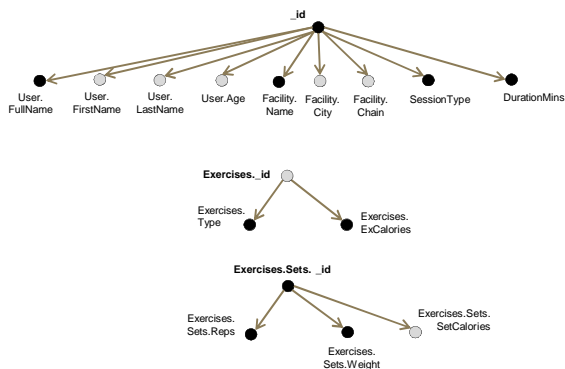 _id
User.
FullName
User.
FirstName
User.
LastName
User.Age
Facility.
Name
Facility.
City
Facility.
Chain
SessionType
DurationMins
Exercises._id
Exercises.
Type
Exercises.
ExCalories
Exercises.Sets. _id
Exercises.
Sets.Reps
Exercises.
Sets.Weight
Exercises.Sets.
SetCalories